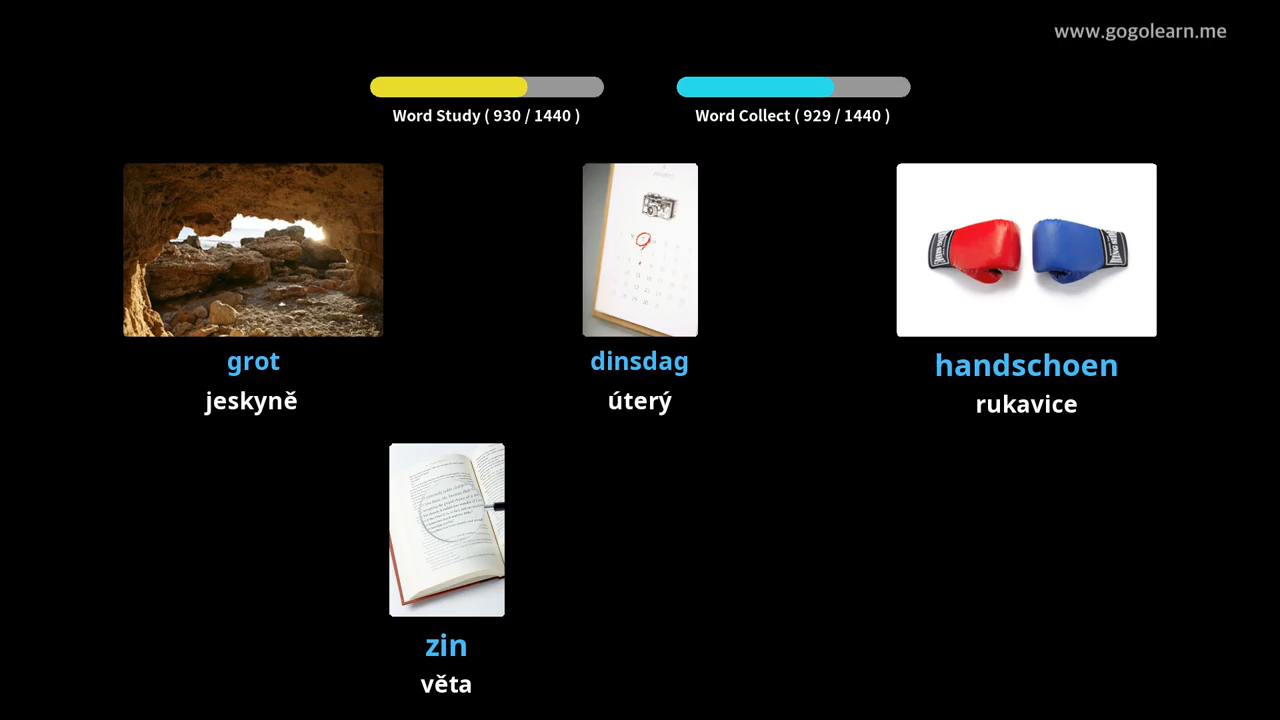 www.gogolearn.me
Word Study ( 930 / 1440 )
Word Collect ( 929 / 1440 )
grot
jeskyně
dinsdag
úterý
handschoen
rukavice
zin
věta